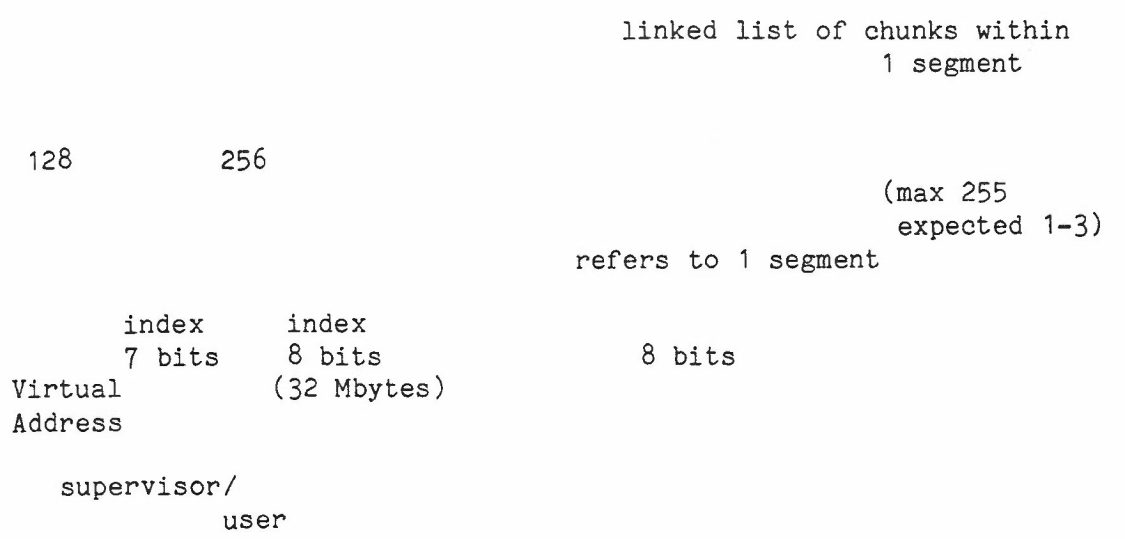 linked list of chunks within
1 segment
128 256
(max 255
expected 1-3)
refers to 1 segment
index index
7 bits 8 bits 8 bits
Virtual (32 Mbytes)
Address
supervisor/
user